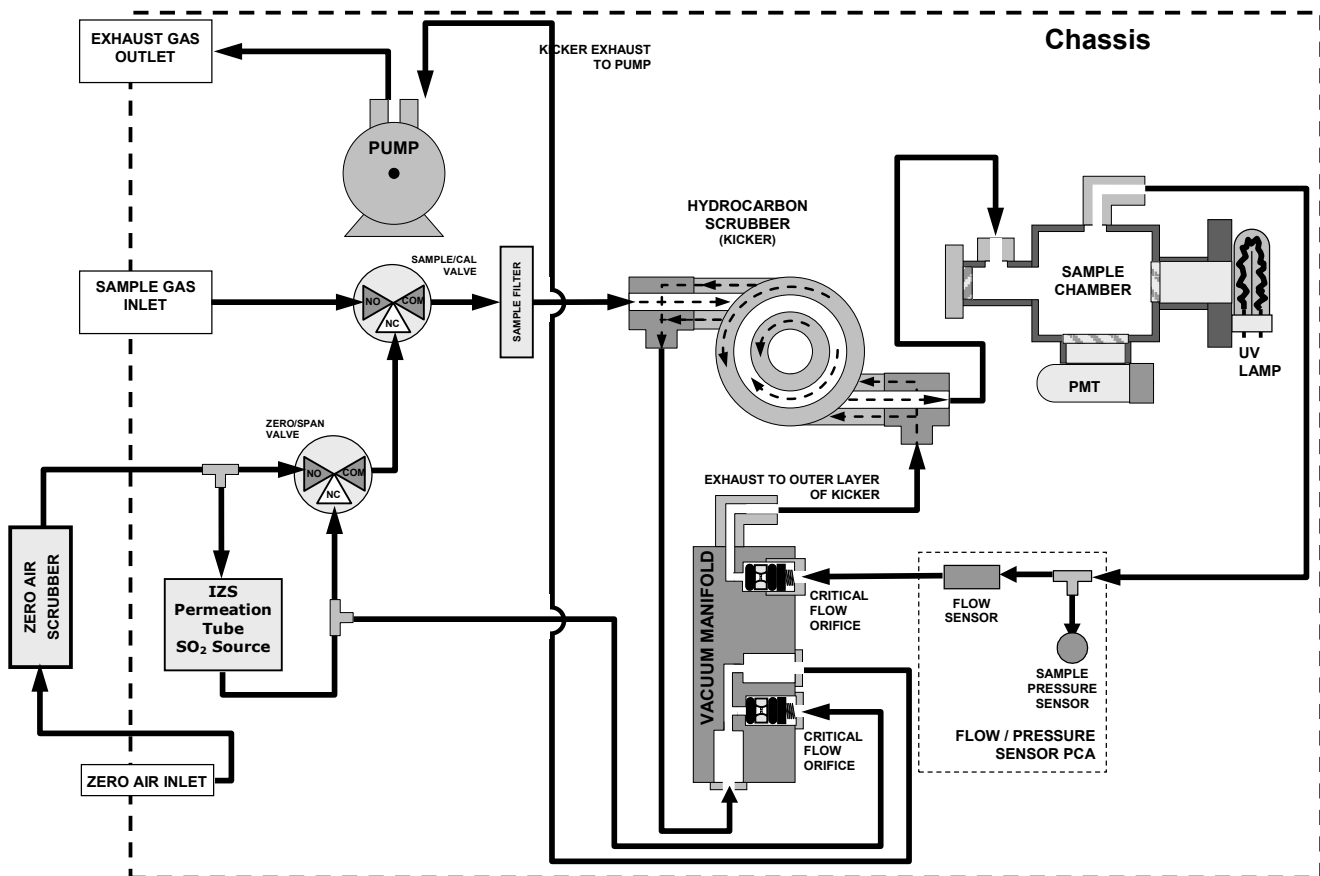 Chassis
EXHAUST GAS
OUTLET
KICKER EXHAUST
TO PUMP
PUMP
HYDROCARBON
SCRUBBER
(KICKER)
SAMPLE/CAL
VALVE
SAMPLE GAS
INLET
NO
COM
NC
SAMPLE FILTER
SAMPLE
CHAMBER
UV
LAMP
PMT
ZERO/SPAN
VALVE
NO
COM
NC
EXHAUST TO OUTER LAYER
OF KICKER
ZERO AIR
SCRUBBER
IZS
Permeation
Tube
SO₂ Source
VACUUM MANIFOLD
CRITICAL
FLOW
ORIFICE
FLOW
SENSOR
SAMPLE
PRESSURE
SENSOR
CRITICAL
FLOW
ORIFICE
FLOW / PRESSURE
SENSOR PCA
ZERO AIR INLET